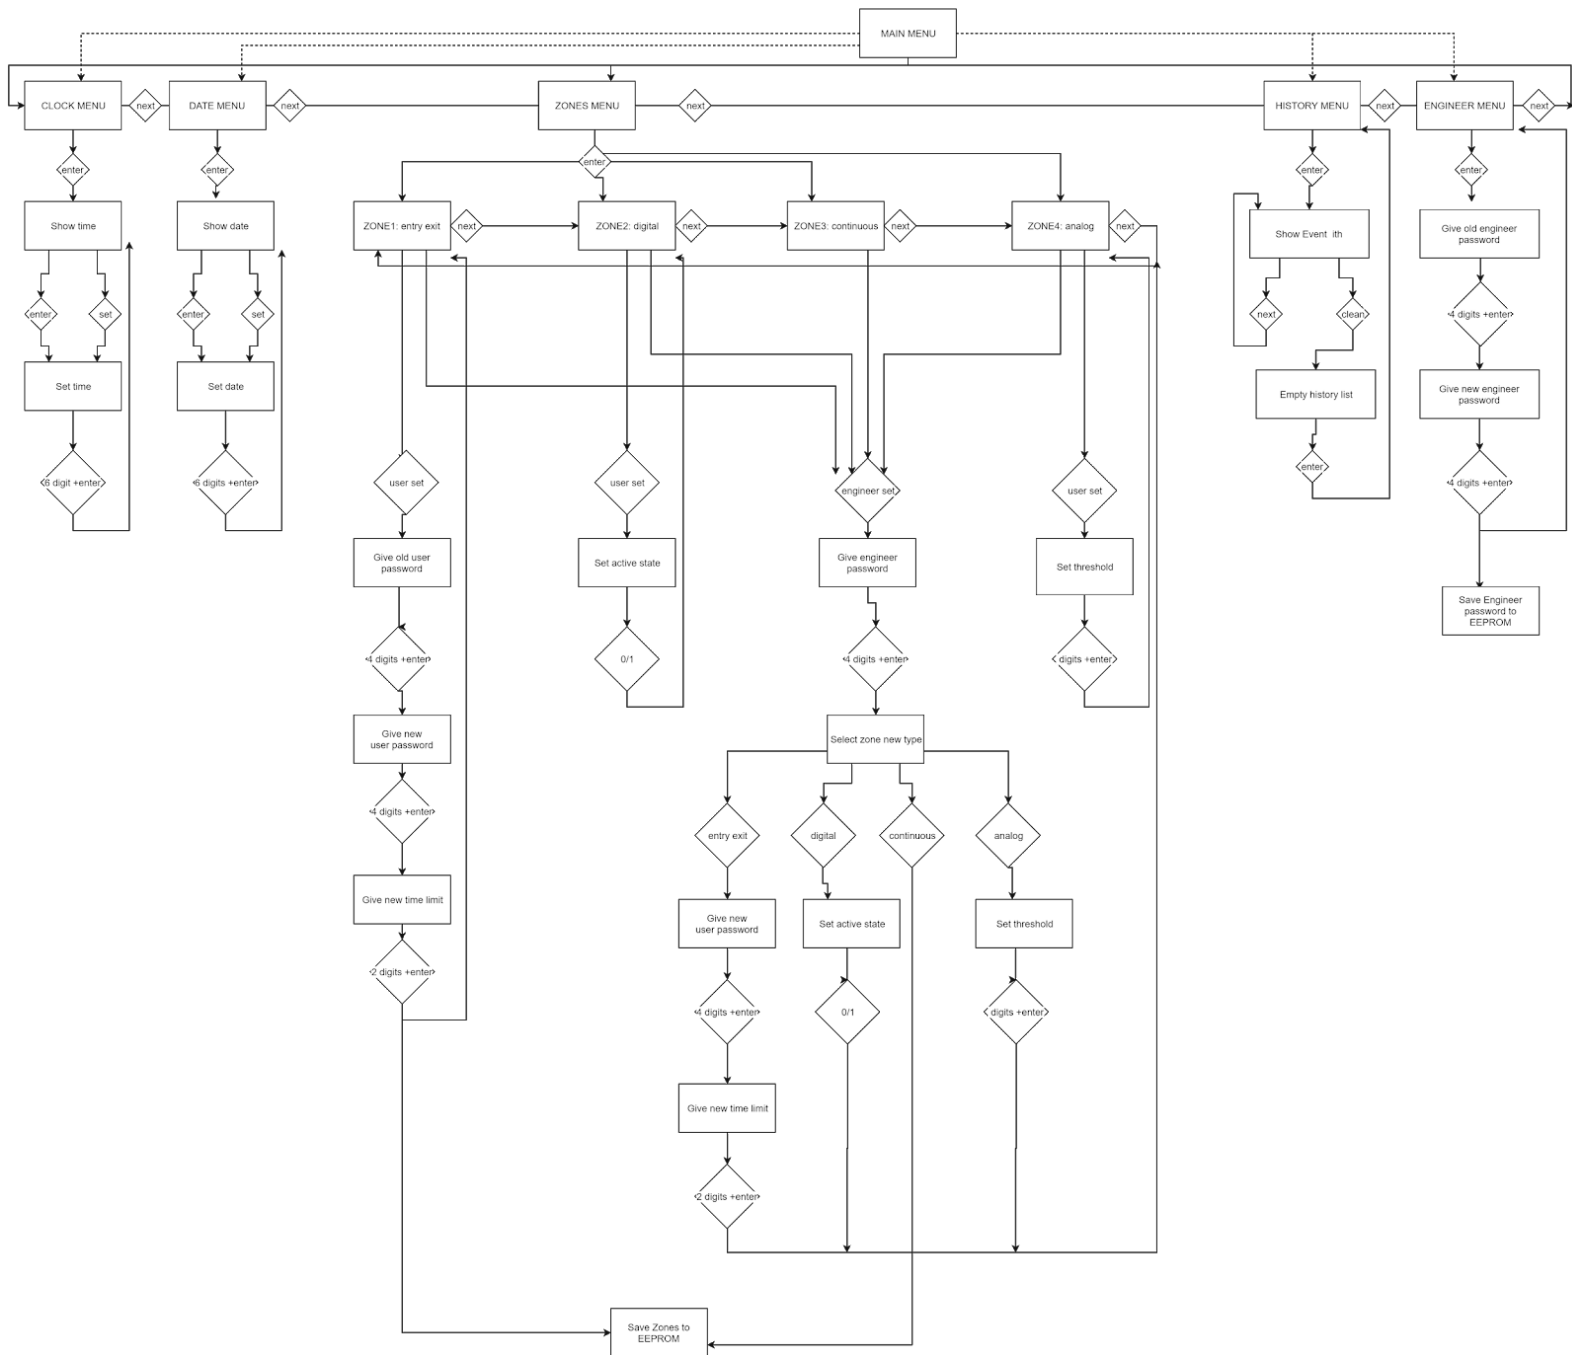 MAIN MENU
CLOCK MENU
next
DATE MENU
next
ZONES MENU
next
HISTORY MENU
next
ENGINEER MENU
next
enter
enter
enter
enter
enter
Show time
Show date
ZONE1: entry exit
next
ZONE2: digital
next
ZONE3: continuous
next
ZONE4: analog
next
Show Event ith
Give old engineer
password
enter
set
enter
set
next
clean
4 digits +enter
Set time
Set date
Empty history list
Give new engineer
password
enter
6 digit +enter
6 digits +enter
user set
user set
engineer set
user set
4 digits +enter
Give old user
password
Set active state
Give engineer
password
Set threshold
Save Engineer
password to
EEPROM
4 digits +enter
0/1
4 digits +enter
digits +enter
Give new
user password
Select zone new type
4 digits +enter
entry exit
digital
continuous
analog
Give new time limit
Give new
user password
Set active state
Set threshold
2 digits +enter
4 digits +enter
0/1
digits +enter
Give new time limit
2 digits +enter
Save Zones to
EEPROM